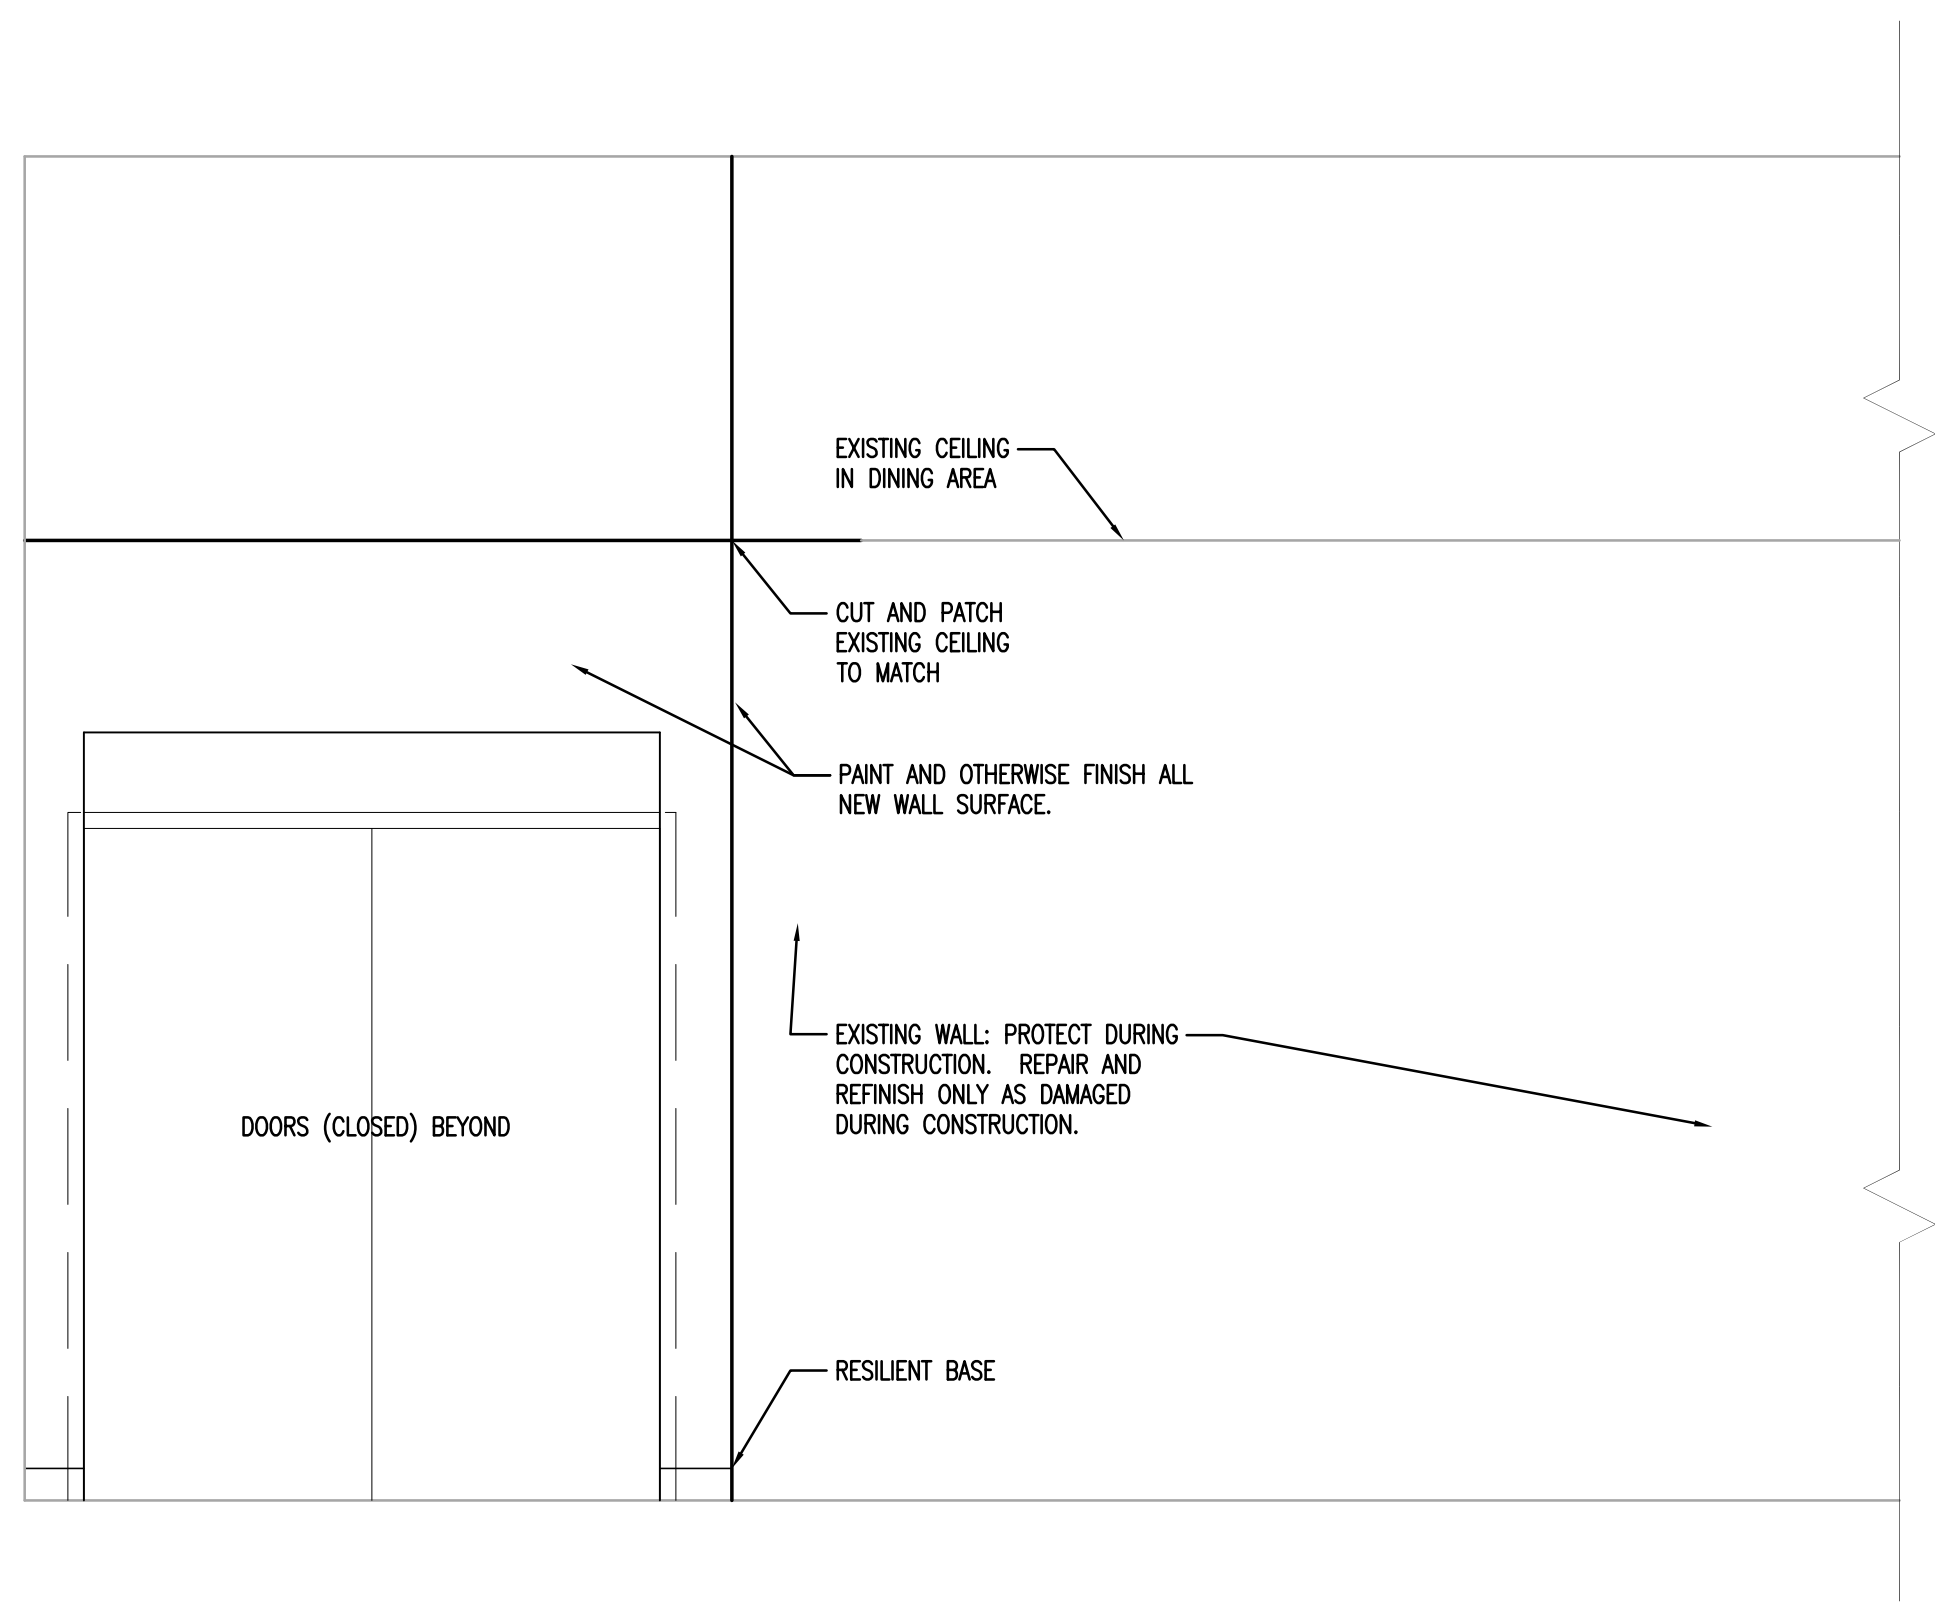 EXISTING CEILING
IN DINING AREA
CUT AND PATCH
EXISTING CEILING
TO MATCH
PAINT AND OTHERWISE FINISH ALL
NEW WALL SURFACE.
EXISTING WALL: PROTECT DURING
CONSTRUCTION. REPAIR AND
REFINISH ONLY AS DAMAGED
DURING CONSTRUCTION.
DOORS (CLOSED) BEYOND
RESILIENT BASE